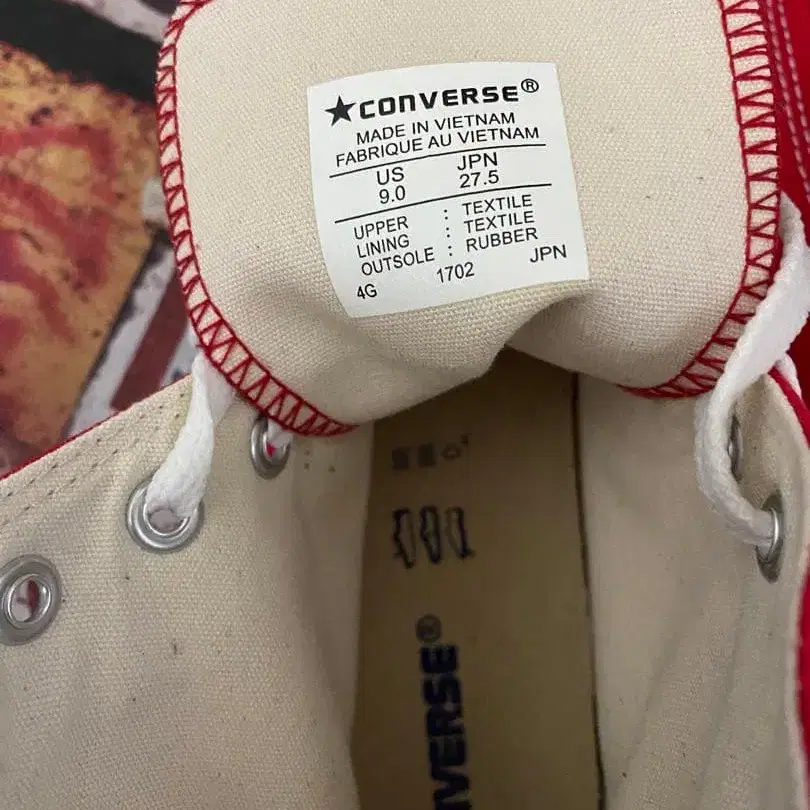 ★CONVERSE®
MADE IN VIETNAM
FABRIQUE AU VIETNAM
US JPN
9.0 27.5
UPPER : TEXTILE
LINING : TEXTILE
OUTSOLE : RUBBER
4G 1702 JPN
VERSE®